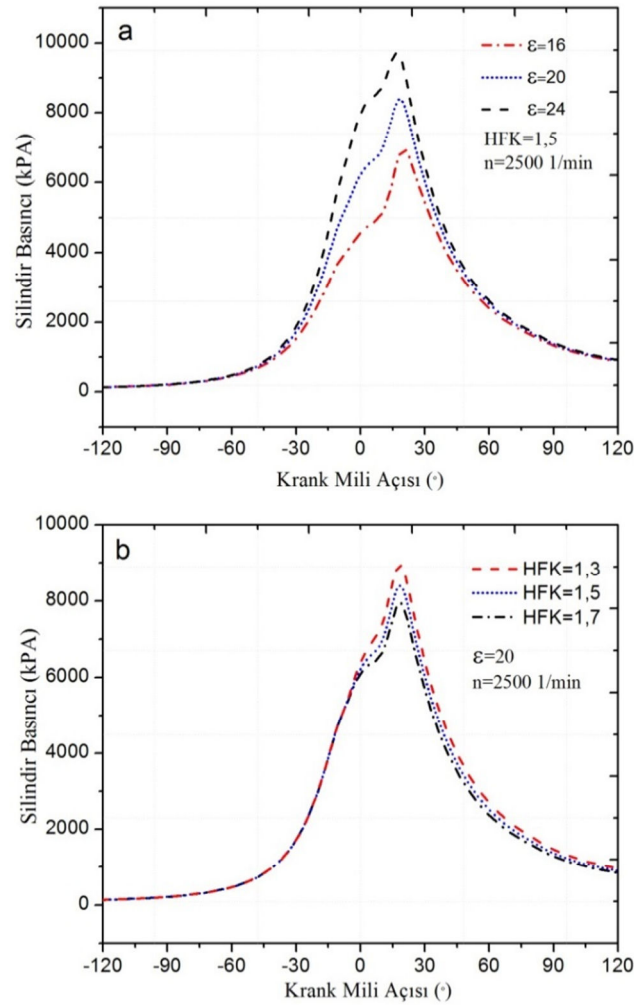 a
10000
8000
6000
4000
2000
0
Silindir Basıncı (kPA)
ε=16
ε=20
ε=24
HFK=1,5
n=2500 1/min
-120 -90 -60 -30 0 30 60 90 120
Krank Mili Açısı (°)
b
10000
8000
6000
4000
2000
0
Silindir Basıncı (kPA)
HFK=1,3
HFK=1,5
HFK=1,7
ε=20
n=2500 1/min
-120 -90 -60 -30 0 30 60 90 120
Krank Mili Açısı (°)